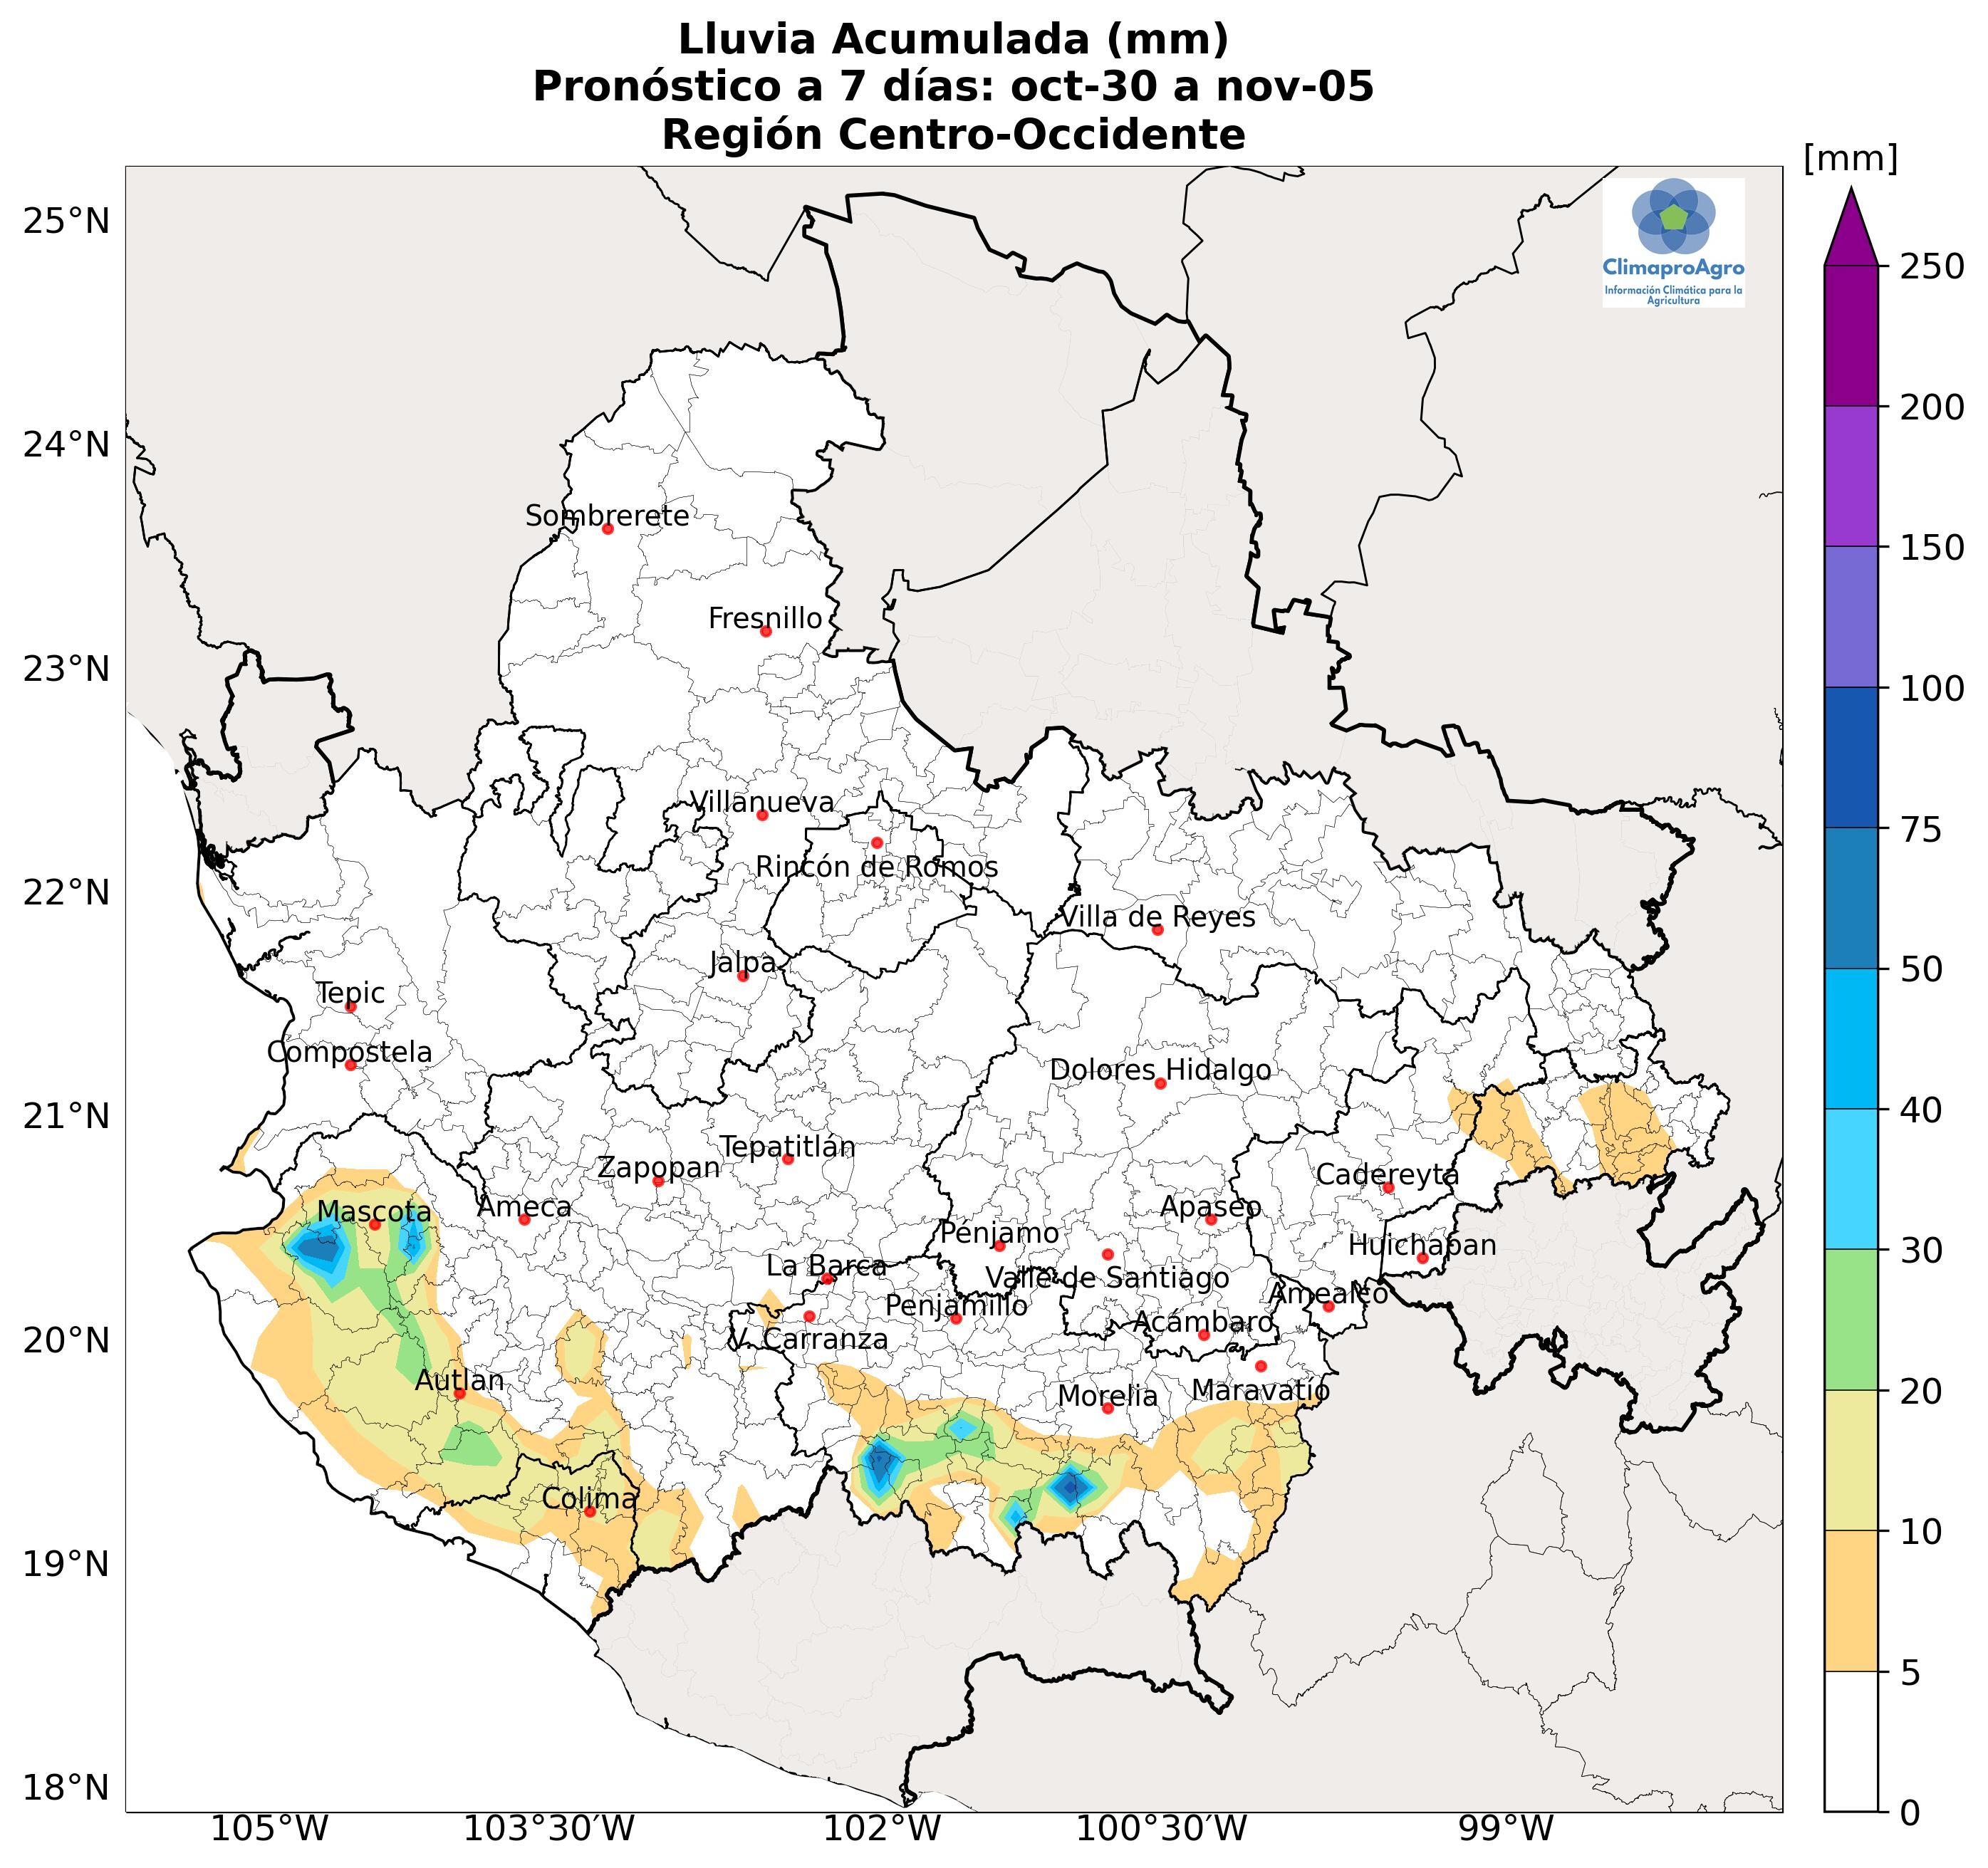 Lluvia Acumulada (mm)
Pronóstico a 7 días: oct-30 a nov-05
Región Centro-Occidente
[mm]
25°N
ClimaproAgro
Información Climática para la
Agricultura
250
200
24°N
Sombrerete
150
Fresnillo
23°N
100
Villanueva
75
Rincón de Romos
22°N
Villa de Reyes
Jalpa
50
Tepic
Compostela
Dolores Hidalgo
21°N
40
Tepatitlán
Zapopan
Cadereyta
Mascota
Ameca
Apaseo
Pénjamo
Huichapan
30
La Barca
Valle de Santiago
Amealco
Penjamillo
Acámbaro
20°N
V. Carranza
Autlan
Morelia
Maravatío
20
Colima
10
19°N
5
18°N
0
105°W
103°30'W
102°W
100°30'W
99°W